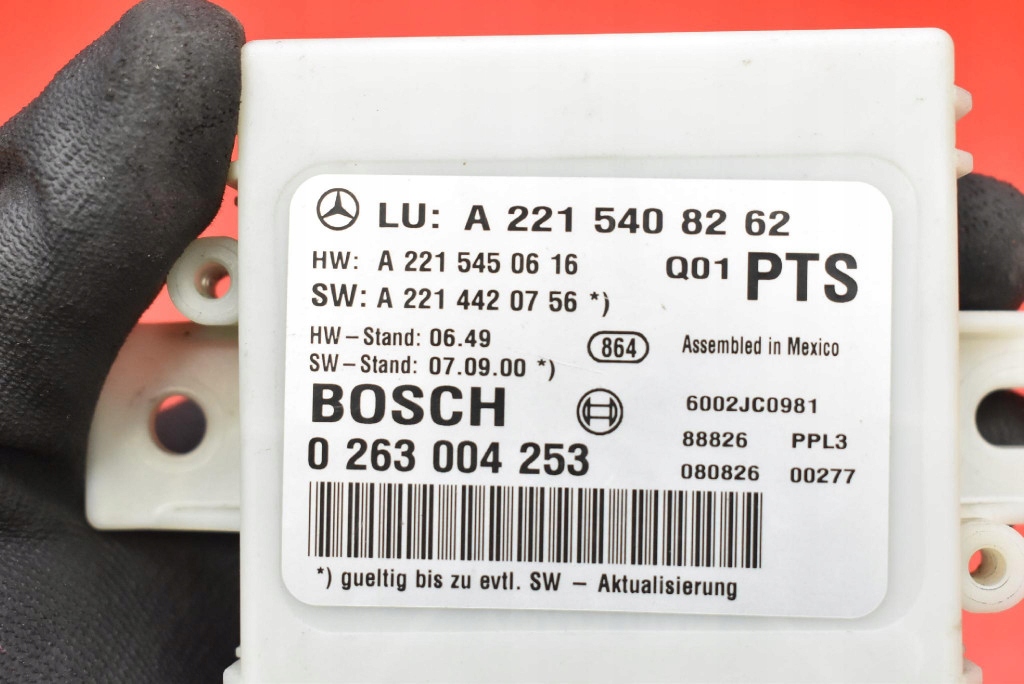 LU: A 221 540 82 62
HW: A 221 545 06 16
Q01 PTS
SW: A 221 442 07 56 *)
HW-Stand: 06.49
864
Assembled in Mexico
SW-Stand: 07.09.00 *)
BOSCH
6002JC0981
0 263 004 253
88826 PPL3
080826 00277
*) gueltig bis zu evtl. SW - Aktualisierung